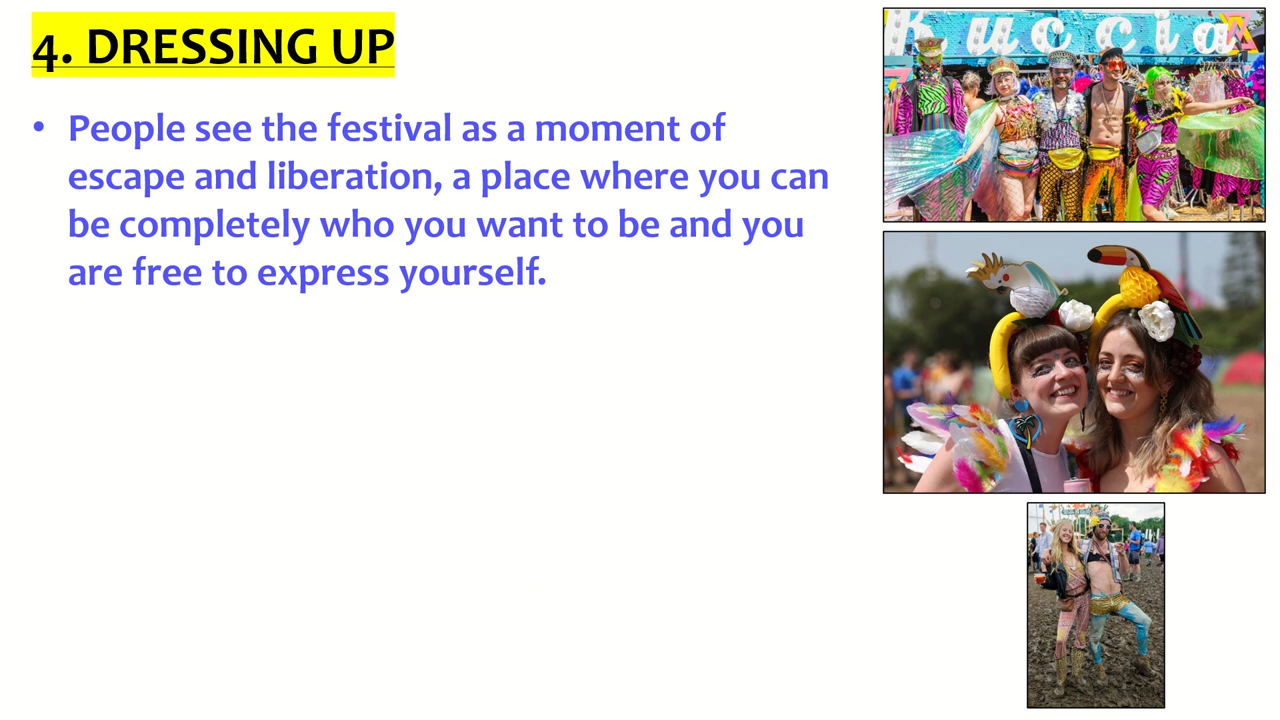 4. DRESSING UP
• People see the festival as a moment of
escape and liberation, a place where you can
be completely who you want to be and you
are free to express yourself.
Kuccia